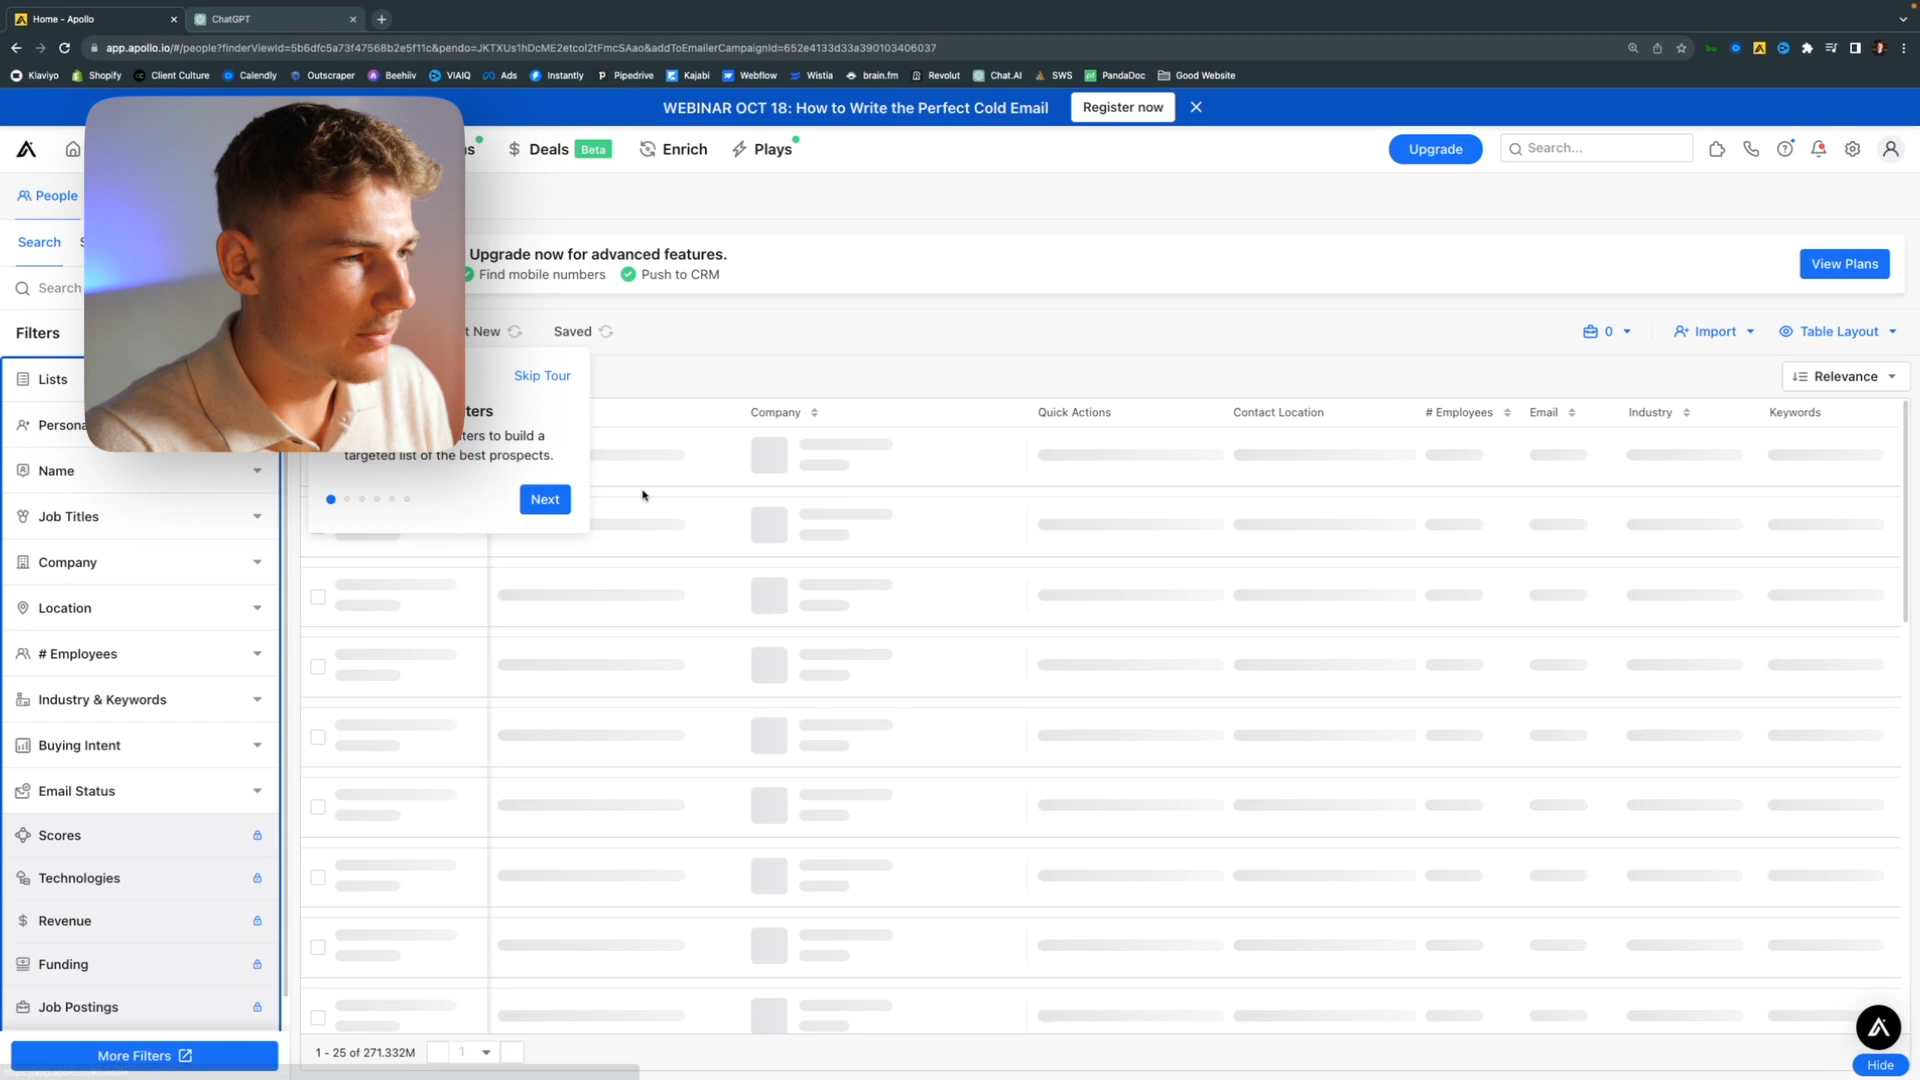 Home - Apollo
ChatGPT
app.apollo.io/#/people?finderViewId=5b6dfc5a73f47568b2e5f11c&pendo=JKTXUs1hDcME2etcol2tFmcSAao&addToEmailerCampaignId=652e4133d33a390103406037
Klaviyo Shopify Client Culture Calendly Outscraper Beehiiv VIAIQ Ads Instantly Pipedrive Kajabi Webflow Wistia brain.fm Revolut Chat.AI SWS PandaDoc Good Website
WEBINAR OCT 18: How to Write the Perfect Cold Email Register now
Deals Beta Enrich Plays Upgrade Search...
People
Search
Upgrade now for advanced features.
Find mobile numbers Push to CRM View Plans
Search
Filters
New Saved 0 Import Table Layout
Skip Tour
Relevance
Lists
Company Quick Actions Contact Location # Employees Email Industry Keywords
to build a
targeted list of the best prospects.
Name
Next
Job Titles
Company
Location
# Employees
Industry & Keywords
Buying Intent
Email Status
Scores
Technologies
Revenue
Funding
Job Postings
More Filters
1 - 25 of 271.332M 1
Hide